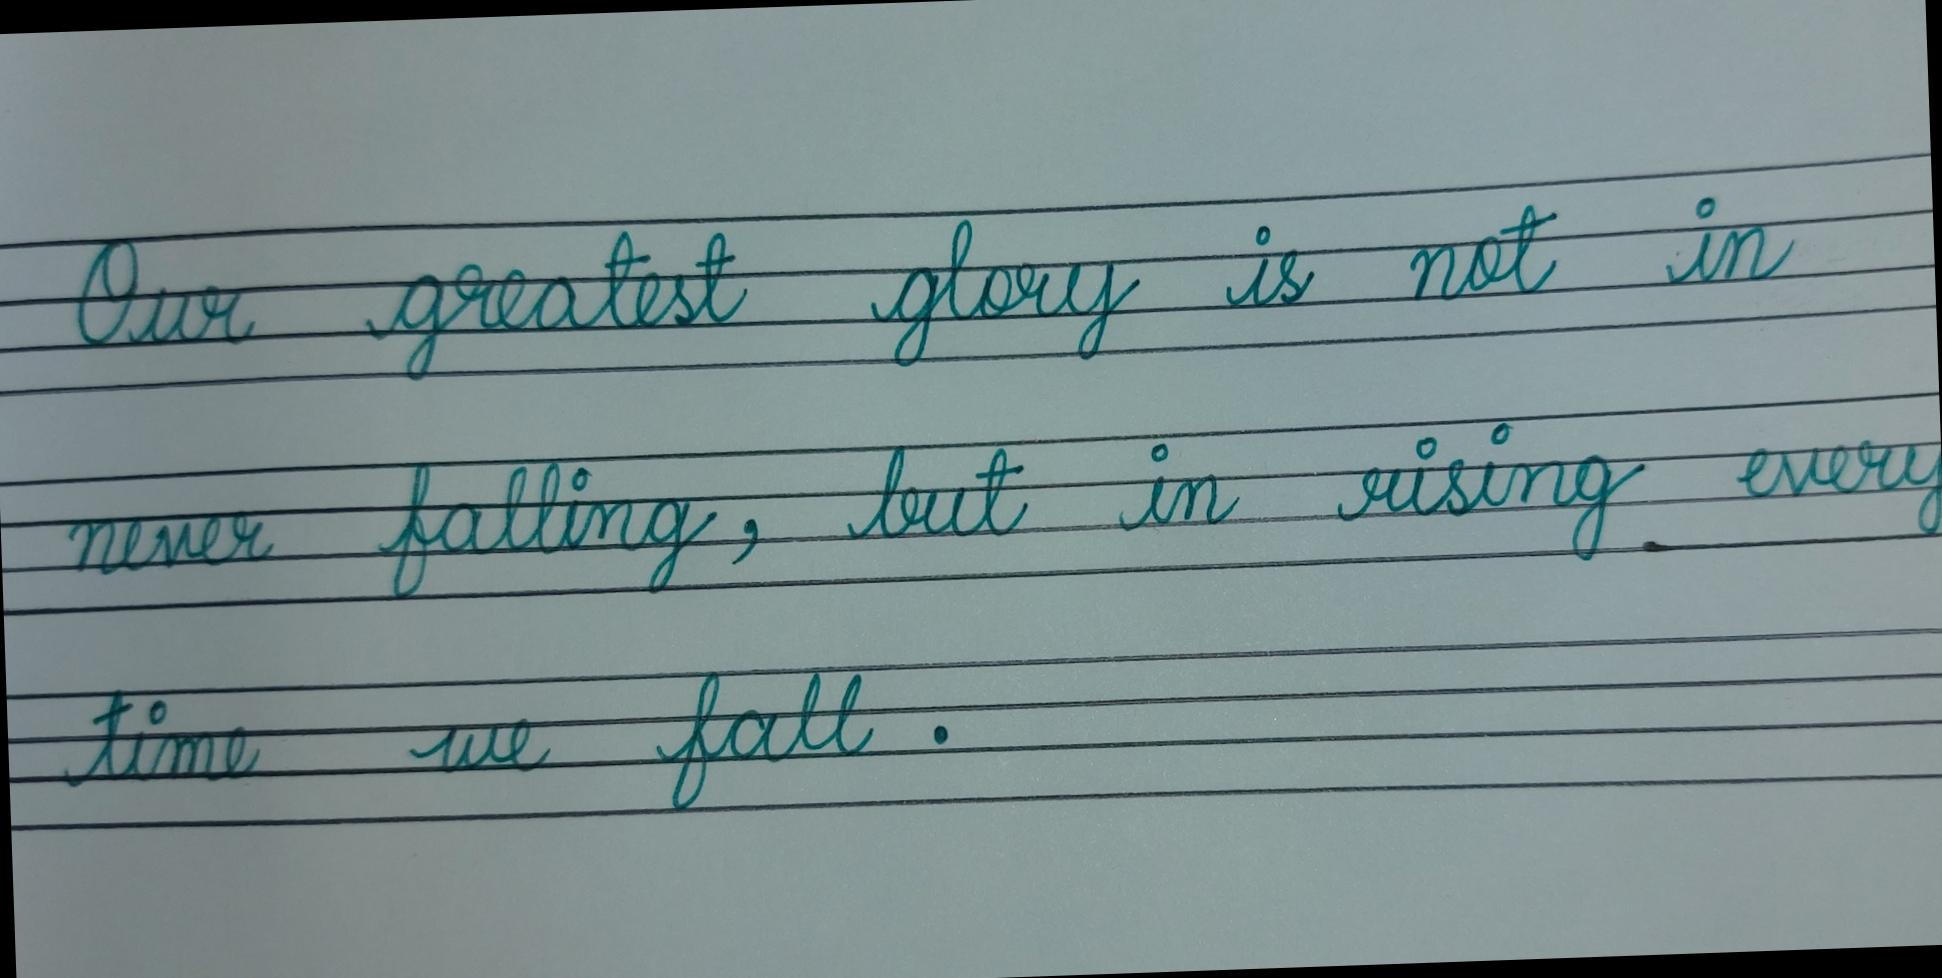 Our greatest glory is not in
never falling, but in rising every
time we fall.